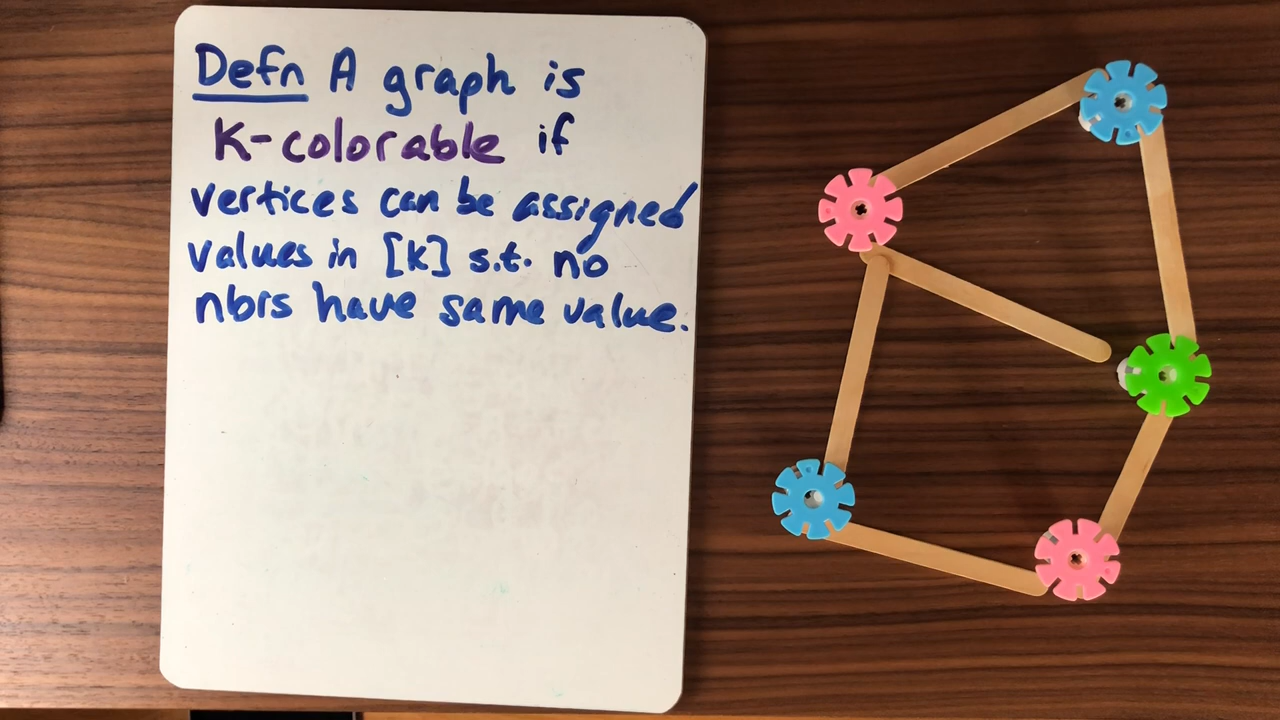 Defn A graph is
K-colorable if
vertices can be assigned
values in [k] s.t. no
nbrs have same value.